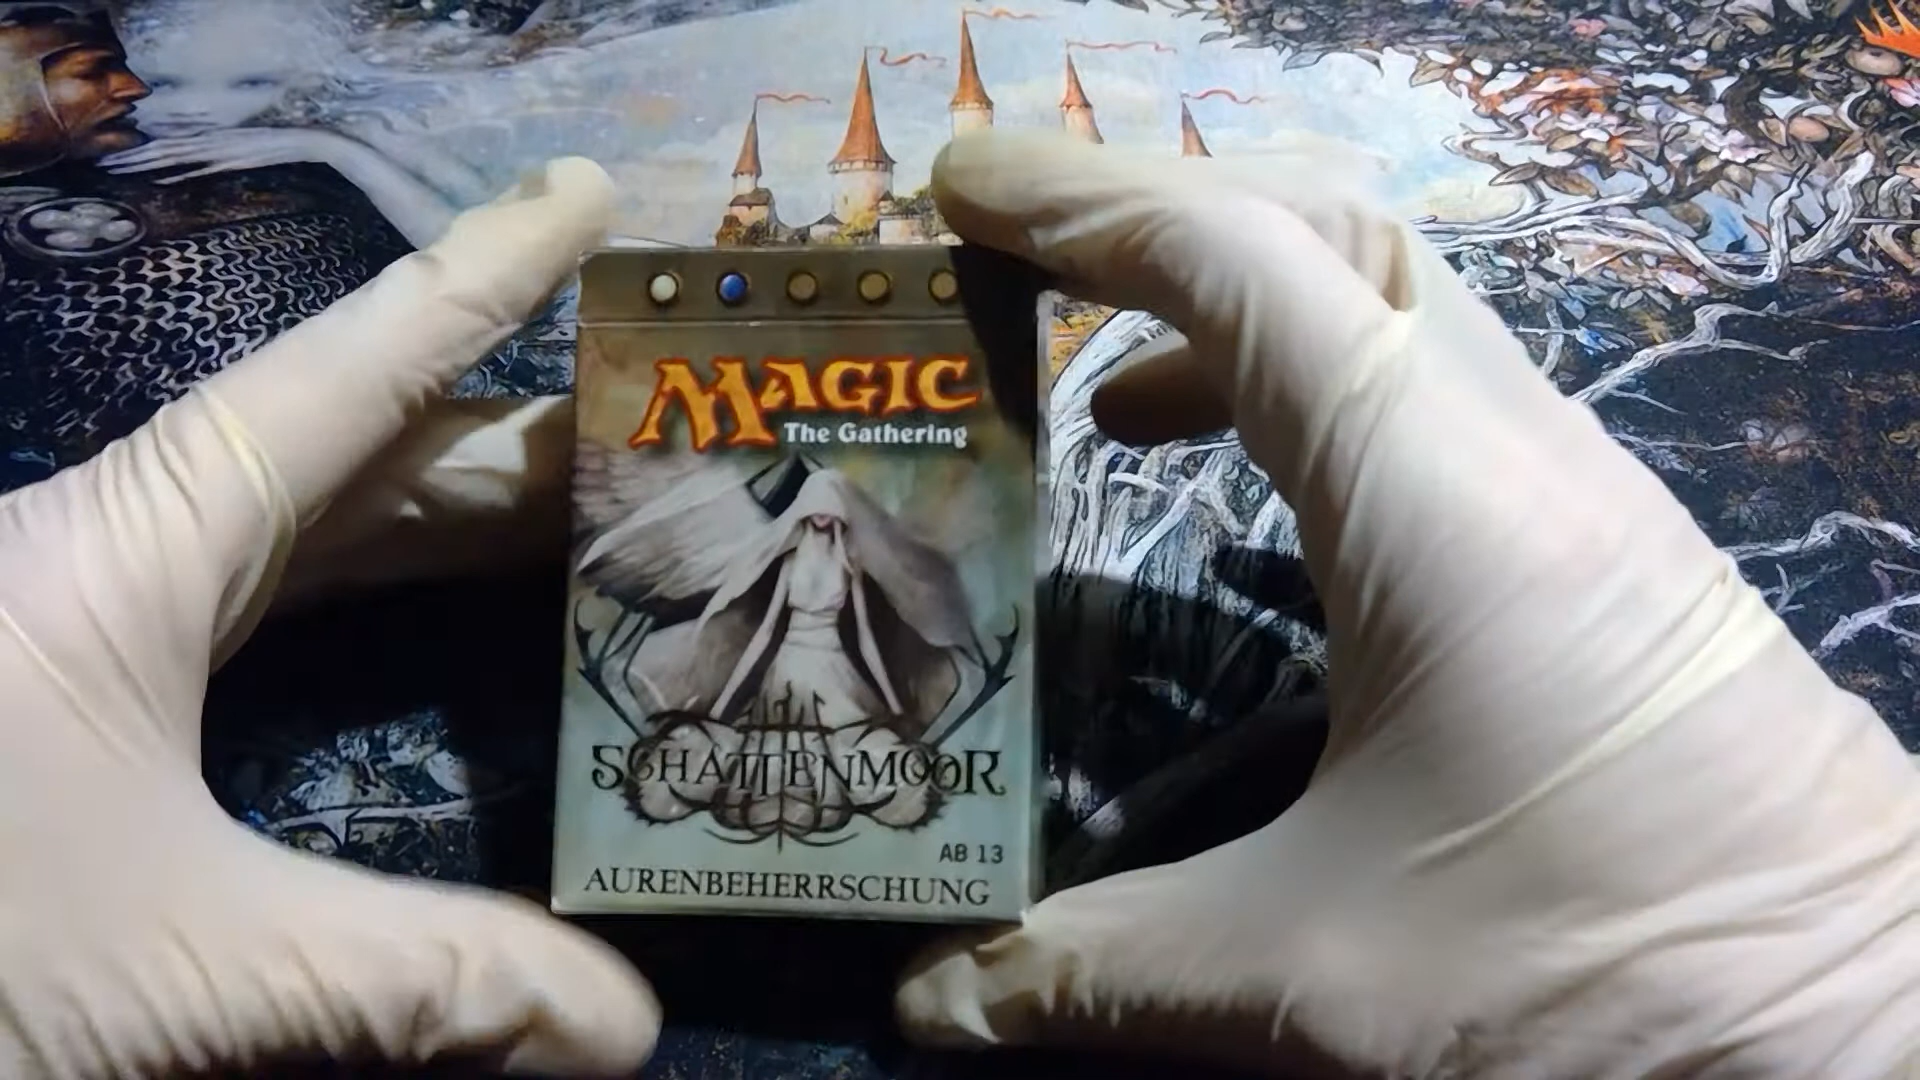 MAGIC
The Gathering
SCHATTENMOOR
AB 13
AURENBEHERRSCHUNG